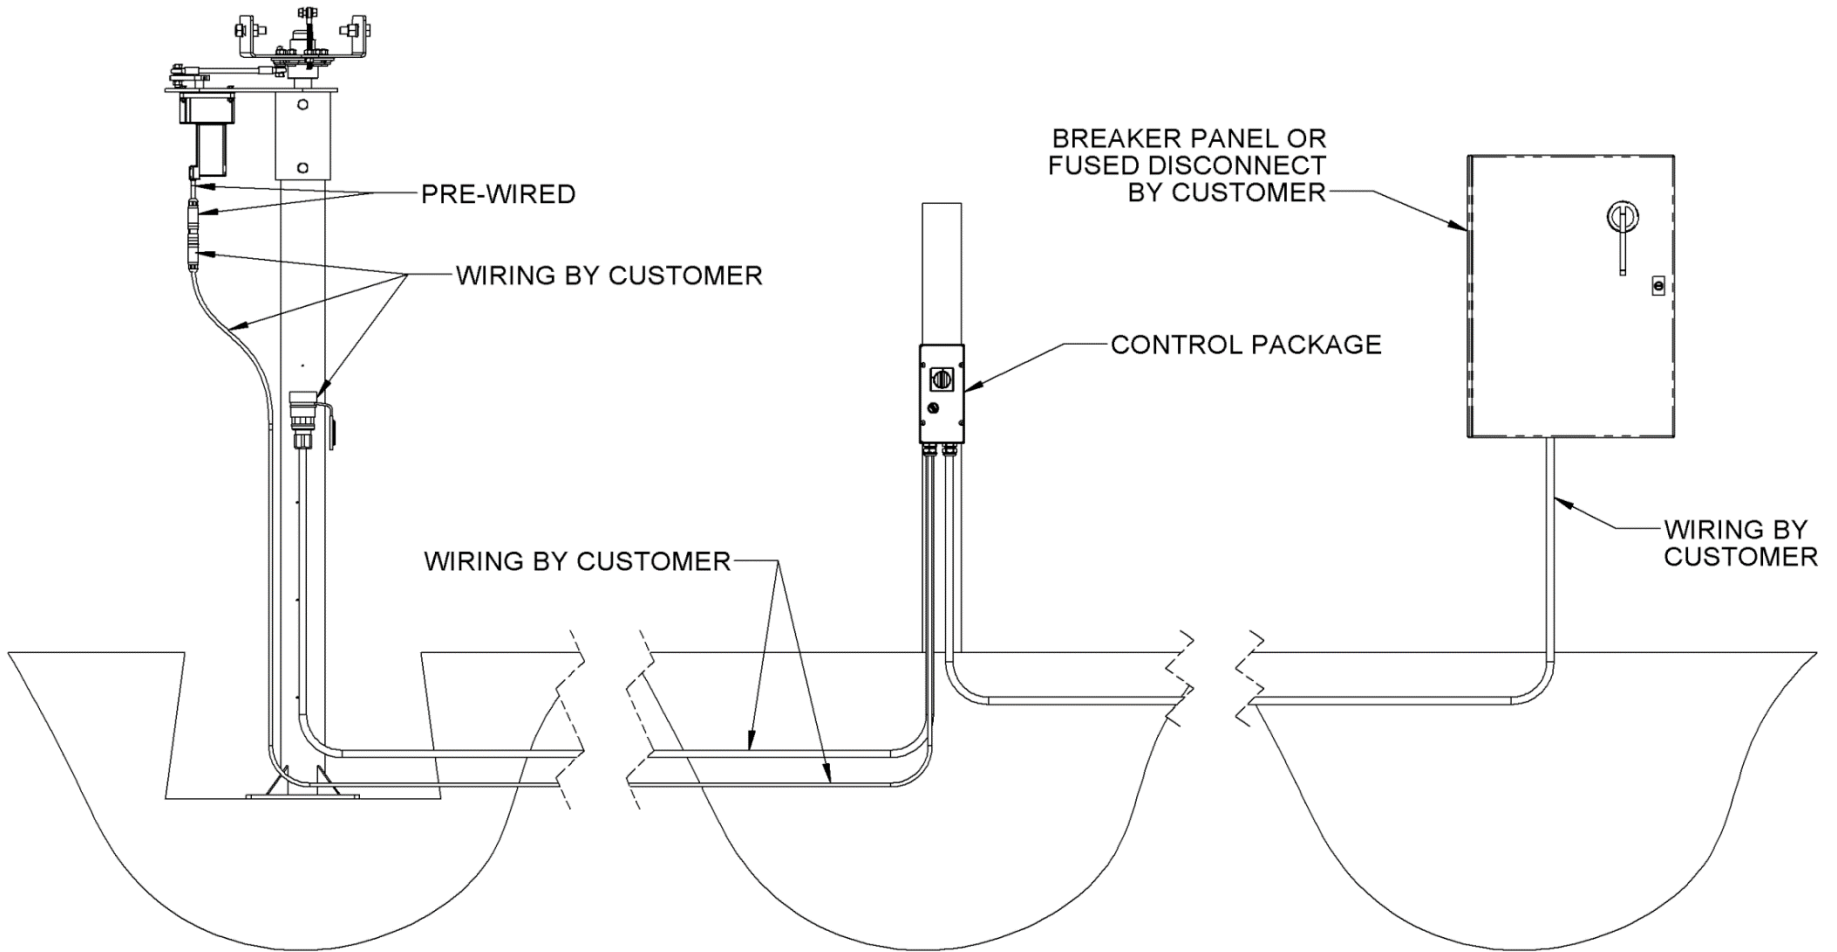 BREAKER PANEL OR
FUSED DISCONNECT
BY CUSTOMER
PRE-WIRED
WIRING BY CUSTOMER
CONTROL PACKAGE
WIRING BY CUSTOMER
WIRING BY
CUSTOMER